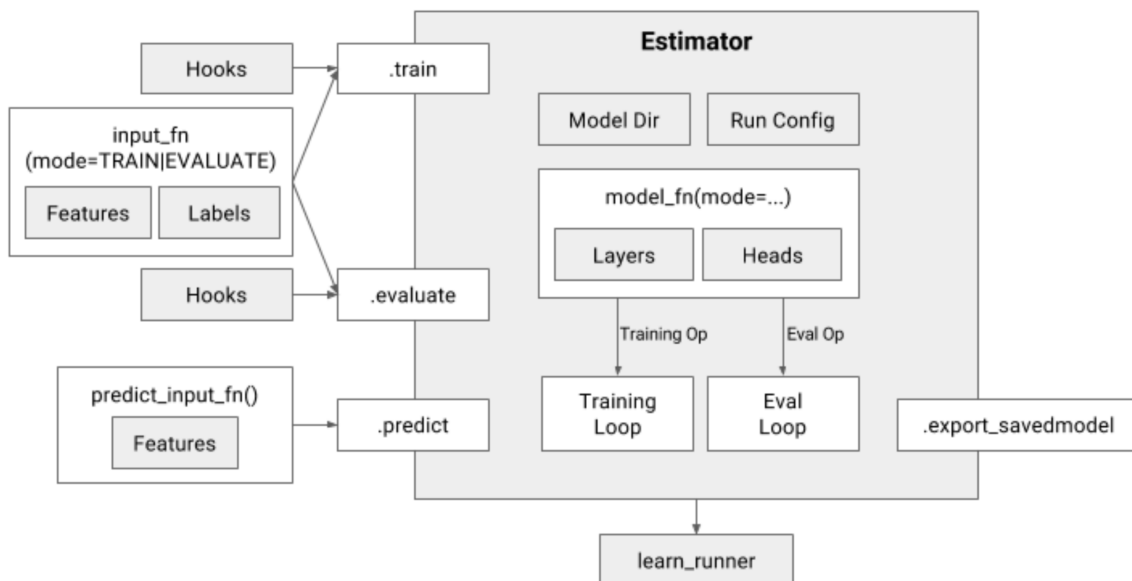 Estimator
Hooks
.train
input_fn
(mode=TRAIN|EVALUATE)
Features
Labels
Model Dir
Run Config
model_fn(mode=...)
Layers
Heads
Hooks
.evaluate
Training Op
Eval Op
predict_input_fn()
Features
.predict
Training
Loop
Eval
Loop
.export_savedmodel
learn_runner